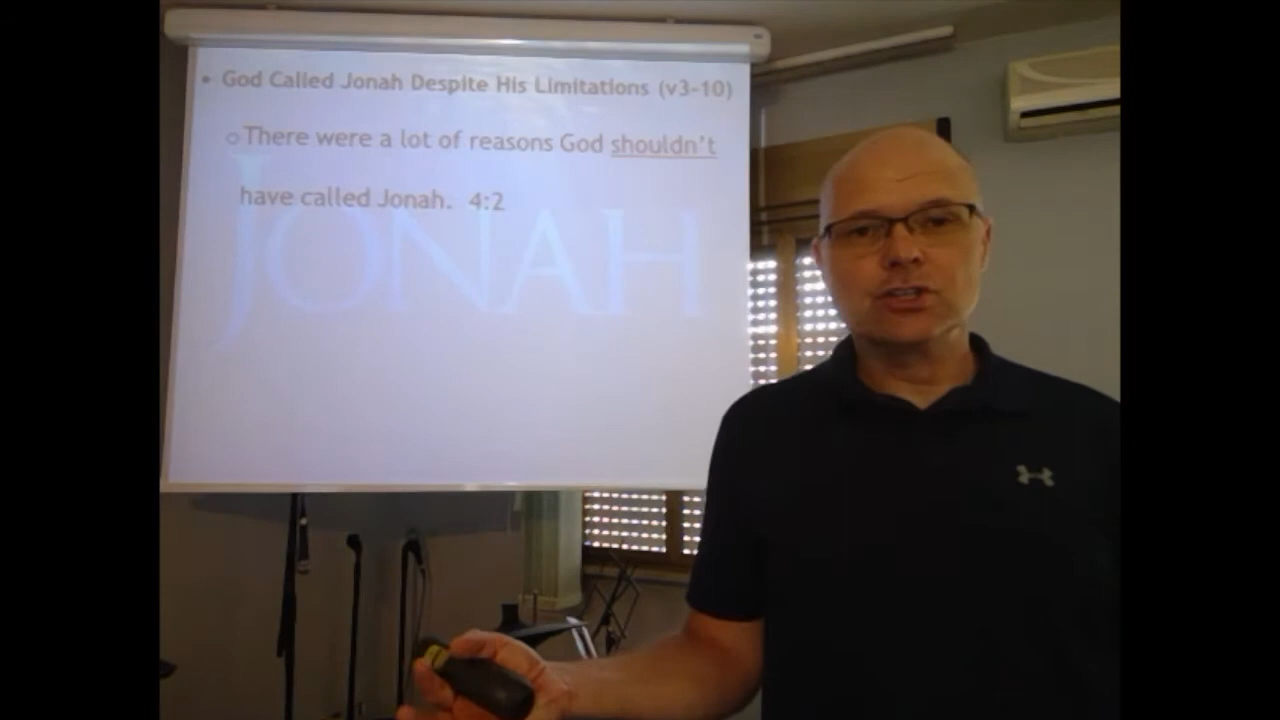 • God Called Jonah Despite His Limitations (v3-10)
○ There were a lot of reasons God shouldn't
have called Jonah. 4:2
JONAH